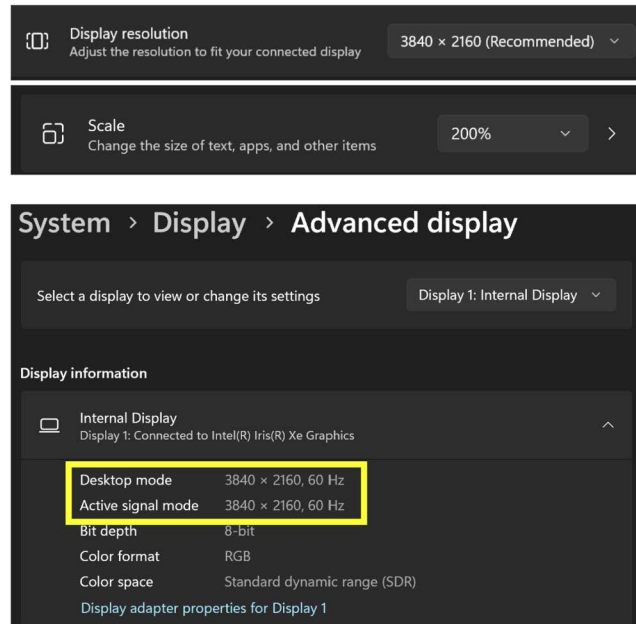 Display resolution
Adjust the resolution to fit your connected display
3840 × 2160 (Recommended)
Scale
Change the size of text, apps, and other items
200%
System > Display > Advanced display
Select a display to view or change its settings
Display 1: Internal Display
Display information
Internal Display
Display 1: Connected to Intel(R) Iris(R) Xe Graphics
Desktop mode 3840 × 2160, 60 Hz
Active signal mode 3840 × 2160, 60 Hz
Bit depth 8-bit
Color format RGB
Color space Standard dynamic range (SDR)
Display adapter properties for Display 1